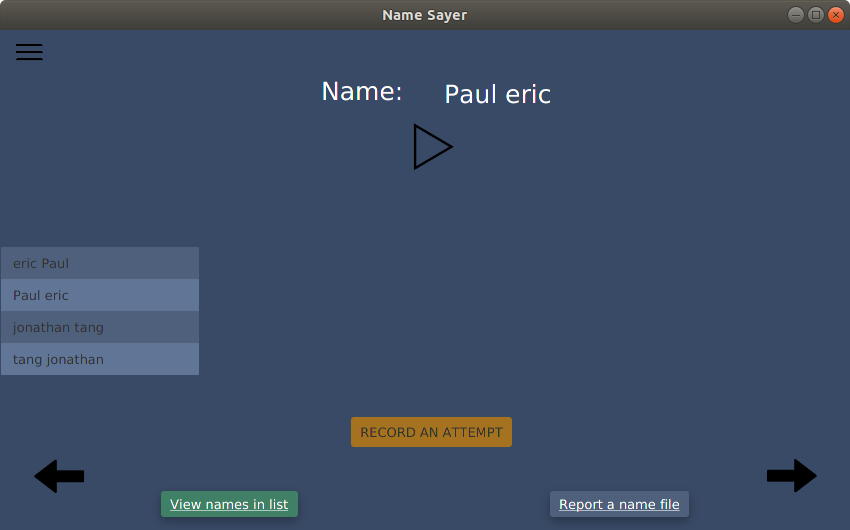 Name Sayer
Name: Paul eric
eric Paul
Paul eric
jonathan tang
tang jonathan
RECORD AN ATTEMPT
View names in list
Report a name file